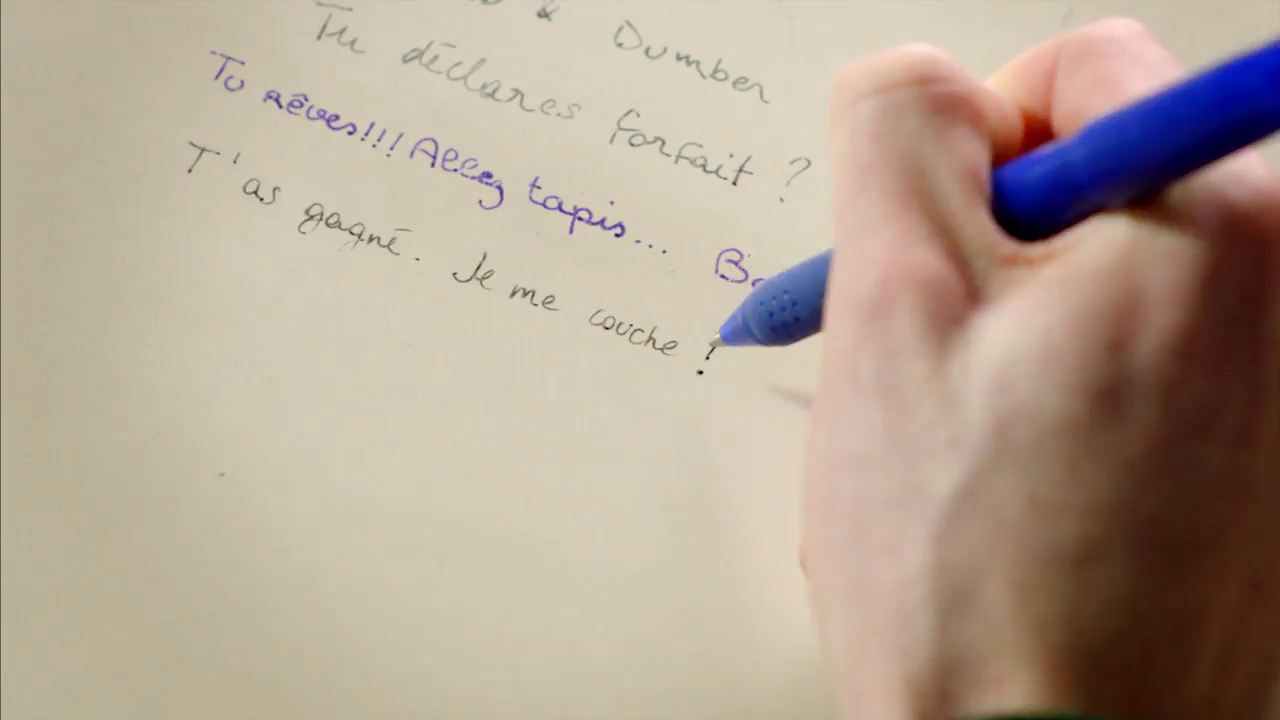 & Dumber
Tu déclares forfait ?
Tu rêves!!! Allez tapis...
T'as gagné. Je me couche !